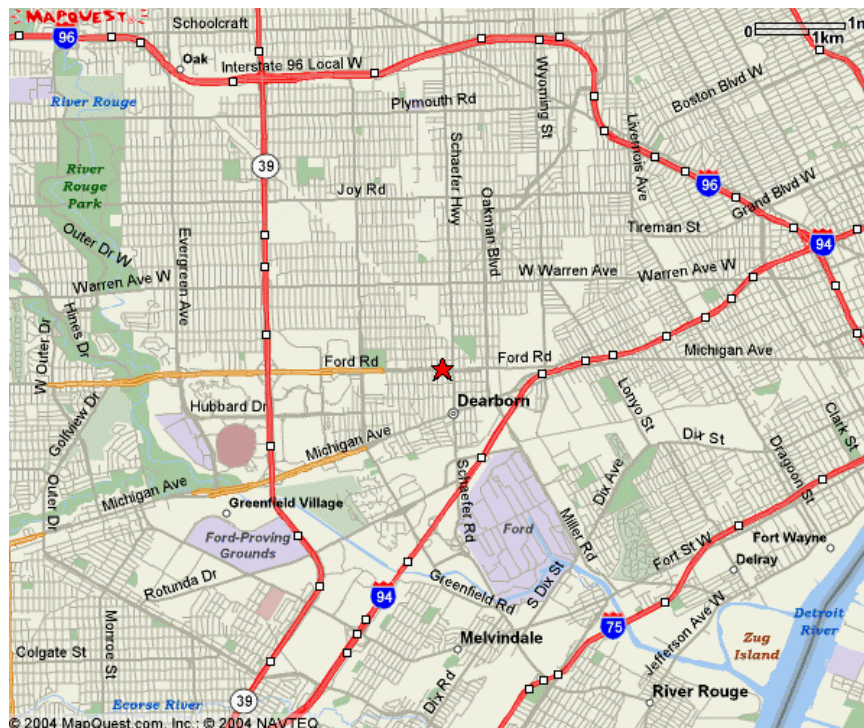 MAPQUEST
Schoolcraft
1m
0
1km
96
Oak
Interstate 96 Local W
Wyoming St
Boston Blvd W
River Rouge
Plymouth Rd
Livernois Ave
Schaefer Hwy
39
River
Rouge
Park
Joy Rd
Oakman Blvd
96
Grand Blvd W
Tireman St
94
Outer Dr W
Evergreen Ave
Warren Ave W
W Warren Ave
Warren Ave W
Hines Dr
W Outer Dr
Ford Rd
Ford Rd
Michigan Ave
Golfview Dr
Hubbard Dr
Dearborn
Lonyo St
Clark St
Michigan Ave
Dix St
Dragoon St
Michigan Ave
Outer Dr
Greenfield Village
Schaefer Rd
Dix Ave
Ford
Miller Rd
Ford-Proving
Grounds
Fort St W
Fort Wayne
Delray
Rotunda Dr
94
Greenfield Rd
S Dix St
Monroe St
75
Jefferson Ave W
Detroit
River
Zug
Island
Colgate St
Melvindale
Dix Rd
Ecorse River
39
River Rouge
© 2004 MapQuest.com, Inc.; © 2004 NAVTEQ